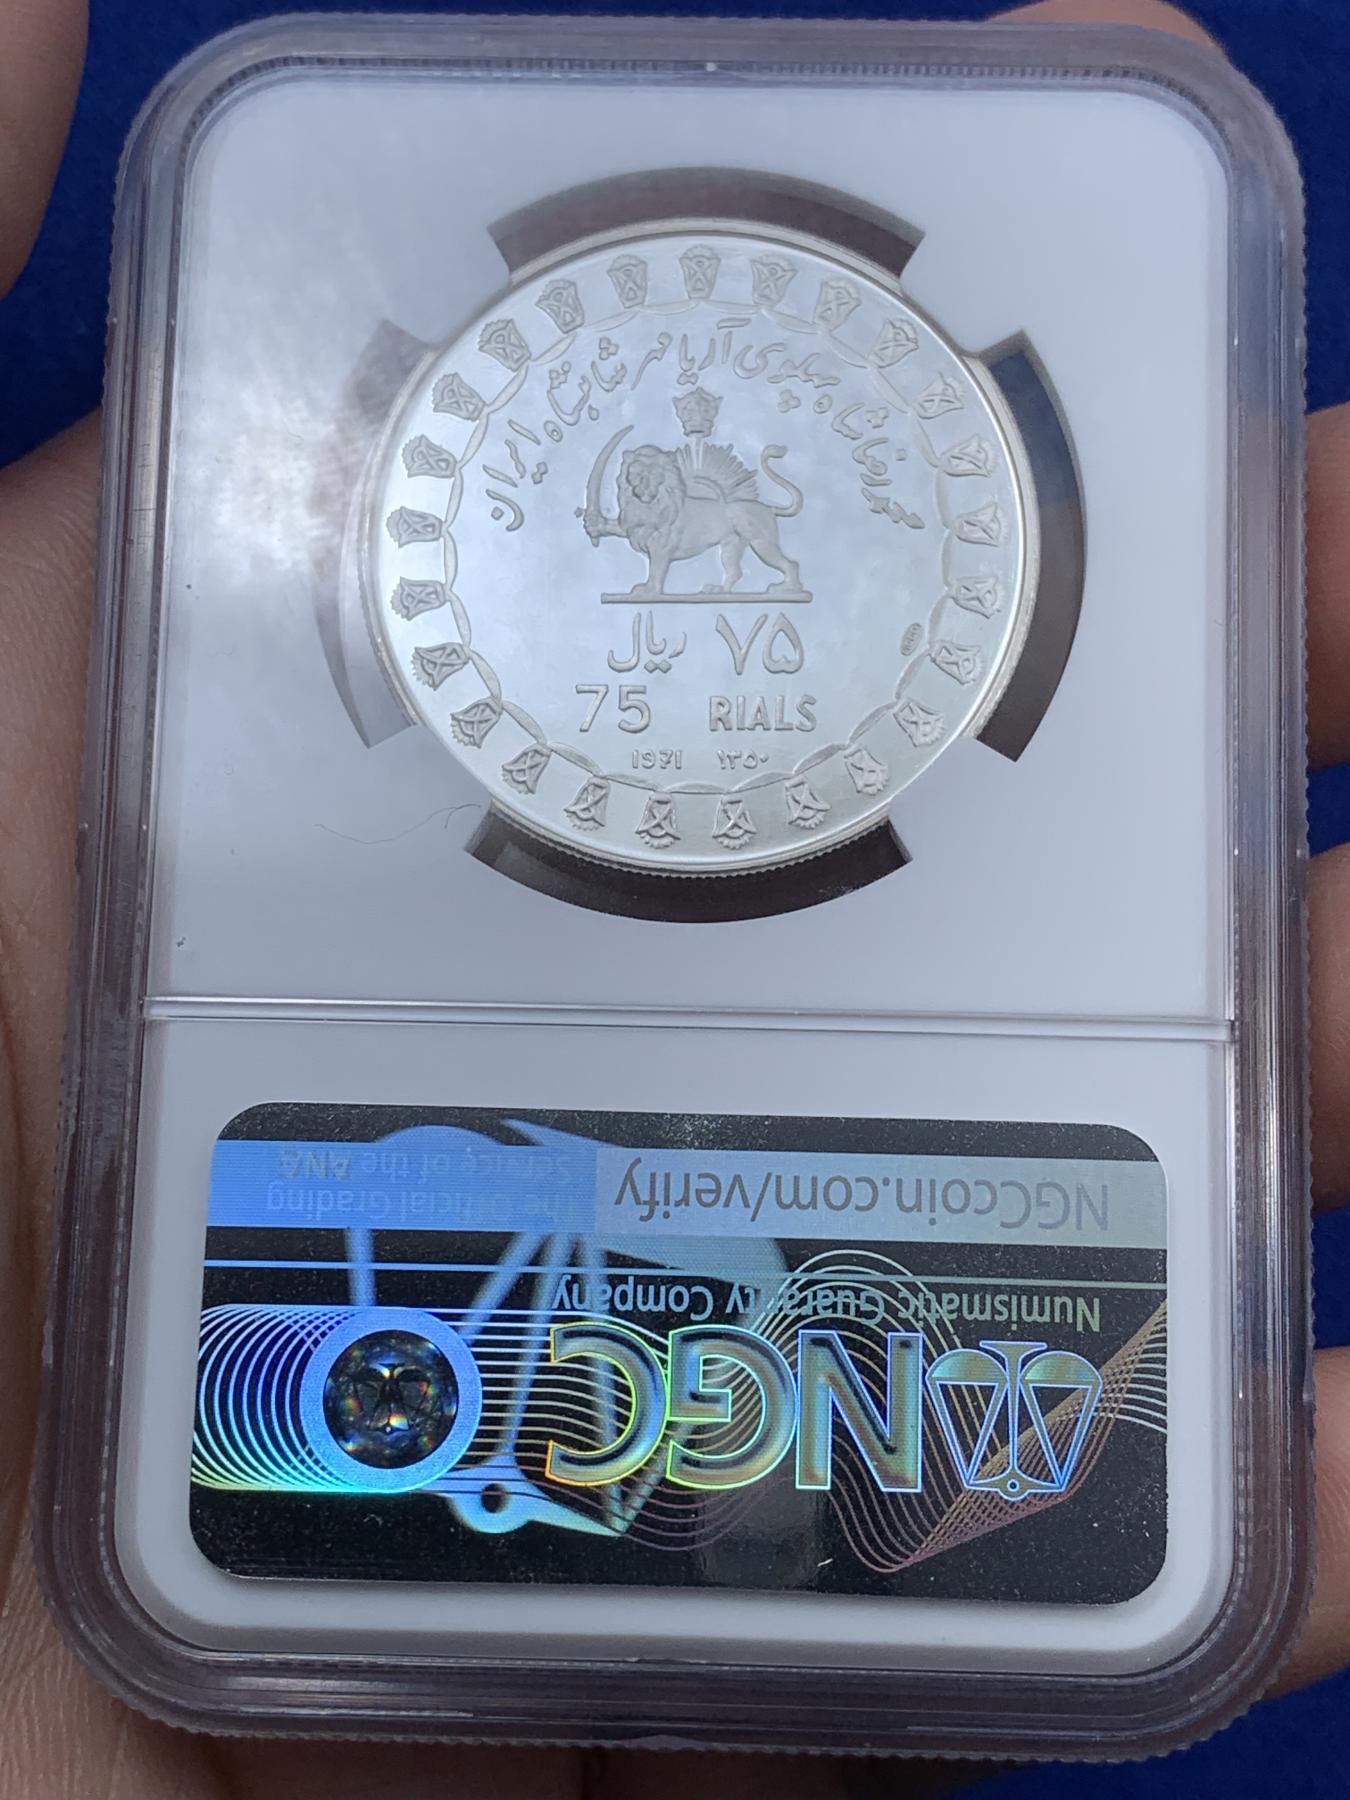 محمدرضا شاه پهلوی آریامهر شاهنشاه ایران
۷۵ ریال
75 RIALS
1971 ۱۳۵۰
NGC
Numismatic Guaranty Company
NGCcoin.com/verify
The Official Grading
Service of the ANA